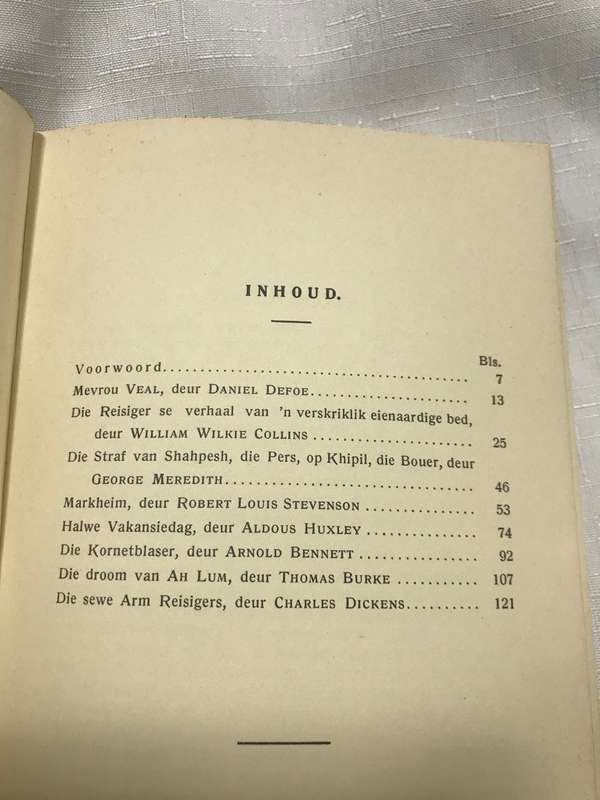 INHOUD.
Bls.
Voorwoord........................................ 7
Mevrou VEAL, deur DANIEL DEFOE.................... 13
Die Reisiger se verhaal van 'n verskriklik eienaardige bed,
deur WILLIAM WILKIE COLLINS ..................... 25
Die Straf van Shahpesh, die Pers, op Khipil, die Bouer, deur
GEORGE MEREDITH................................ 46
Markheim, deur ROBERT LOUIS STEVENSON .............. 53
Halwe Vakansiedag, deur ALDOUS HUXLEY .............. 74
Die Kornetblaser, deur ARNOLD BENNETT ............... 92
Die droom van AH LUM, deur THOMAS BURKE ........... 107
Die sewe Arm Reisigers, deur CHARLES DICKENS.......... 121